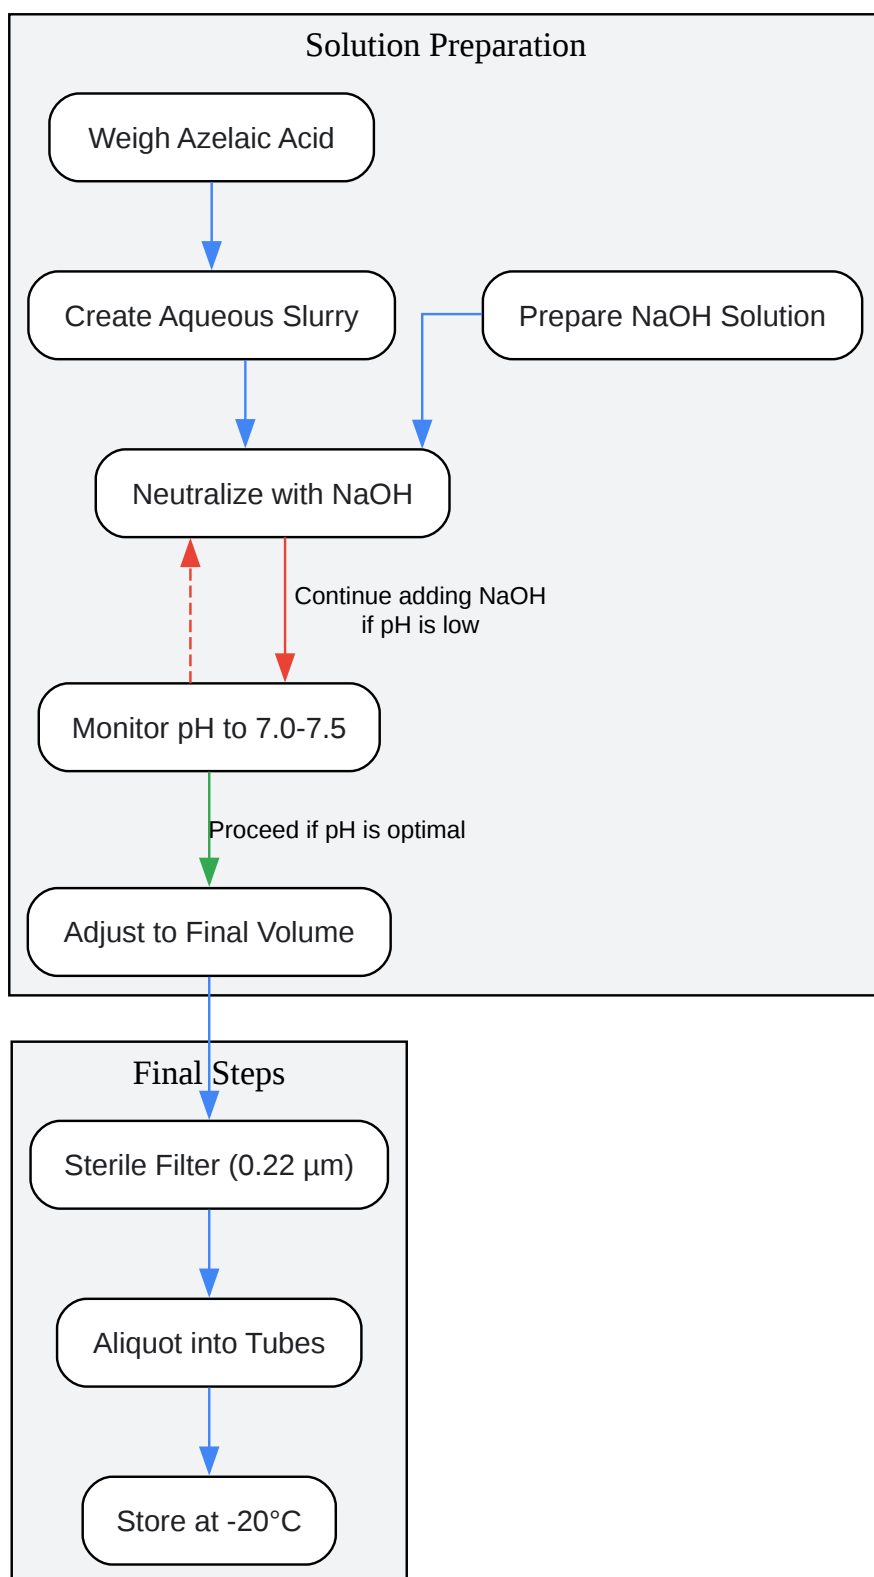 Solution Preparation
Weigh Azelaic Acid
Create Aqueous Slurry
Prepare NaOH Solution
Neutralize with NaOH
Continue adding NaOH
if pH is low
Monitor pH to 7.0-7.5
Proceed if pH is optimal
Adjust to Final Volume
Final Steps
Sterile Filter (0.22 µm)
Aliquot into Tubes
Store at -20°C